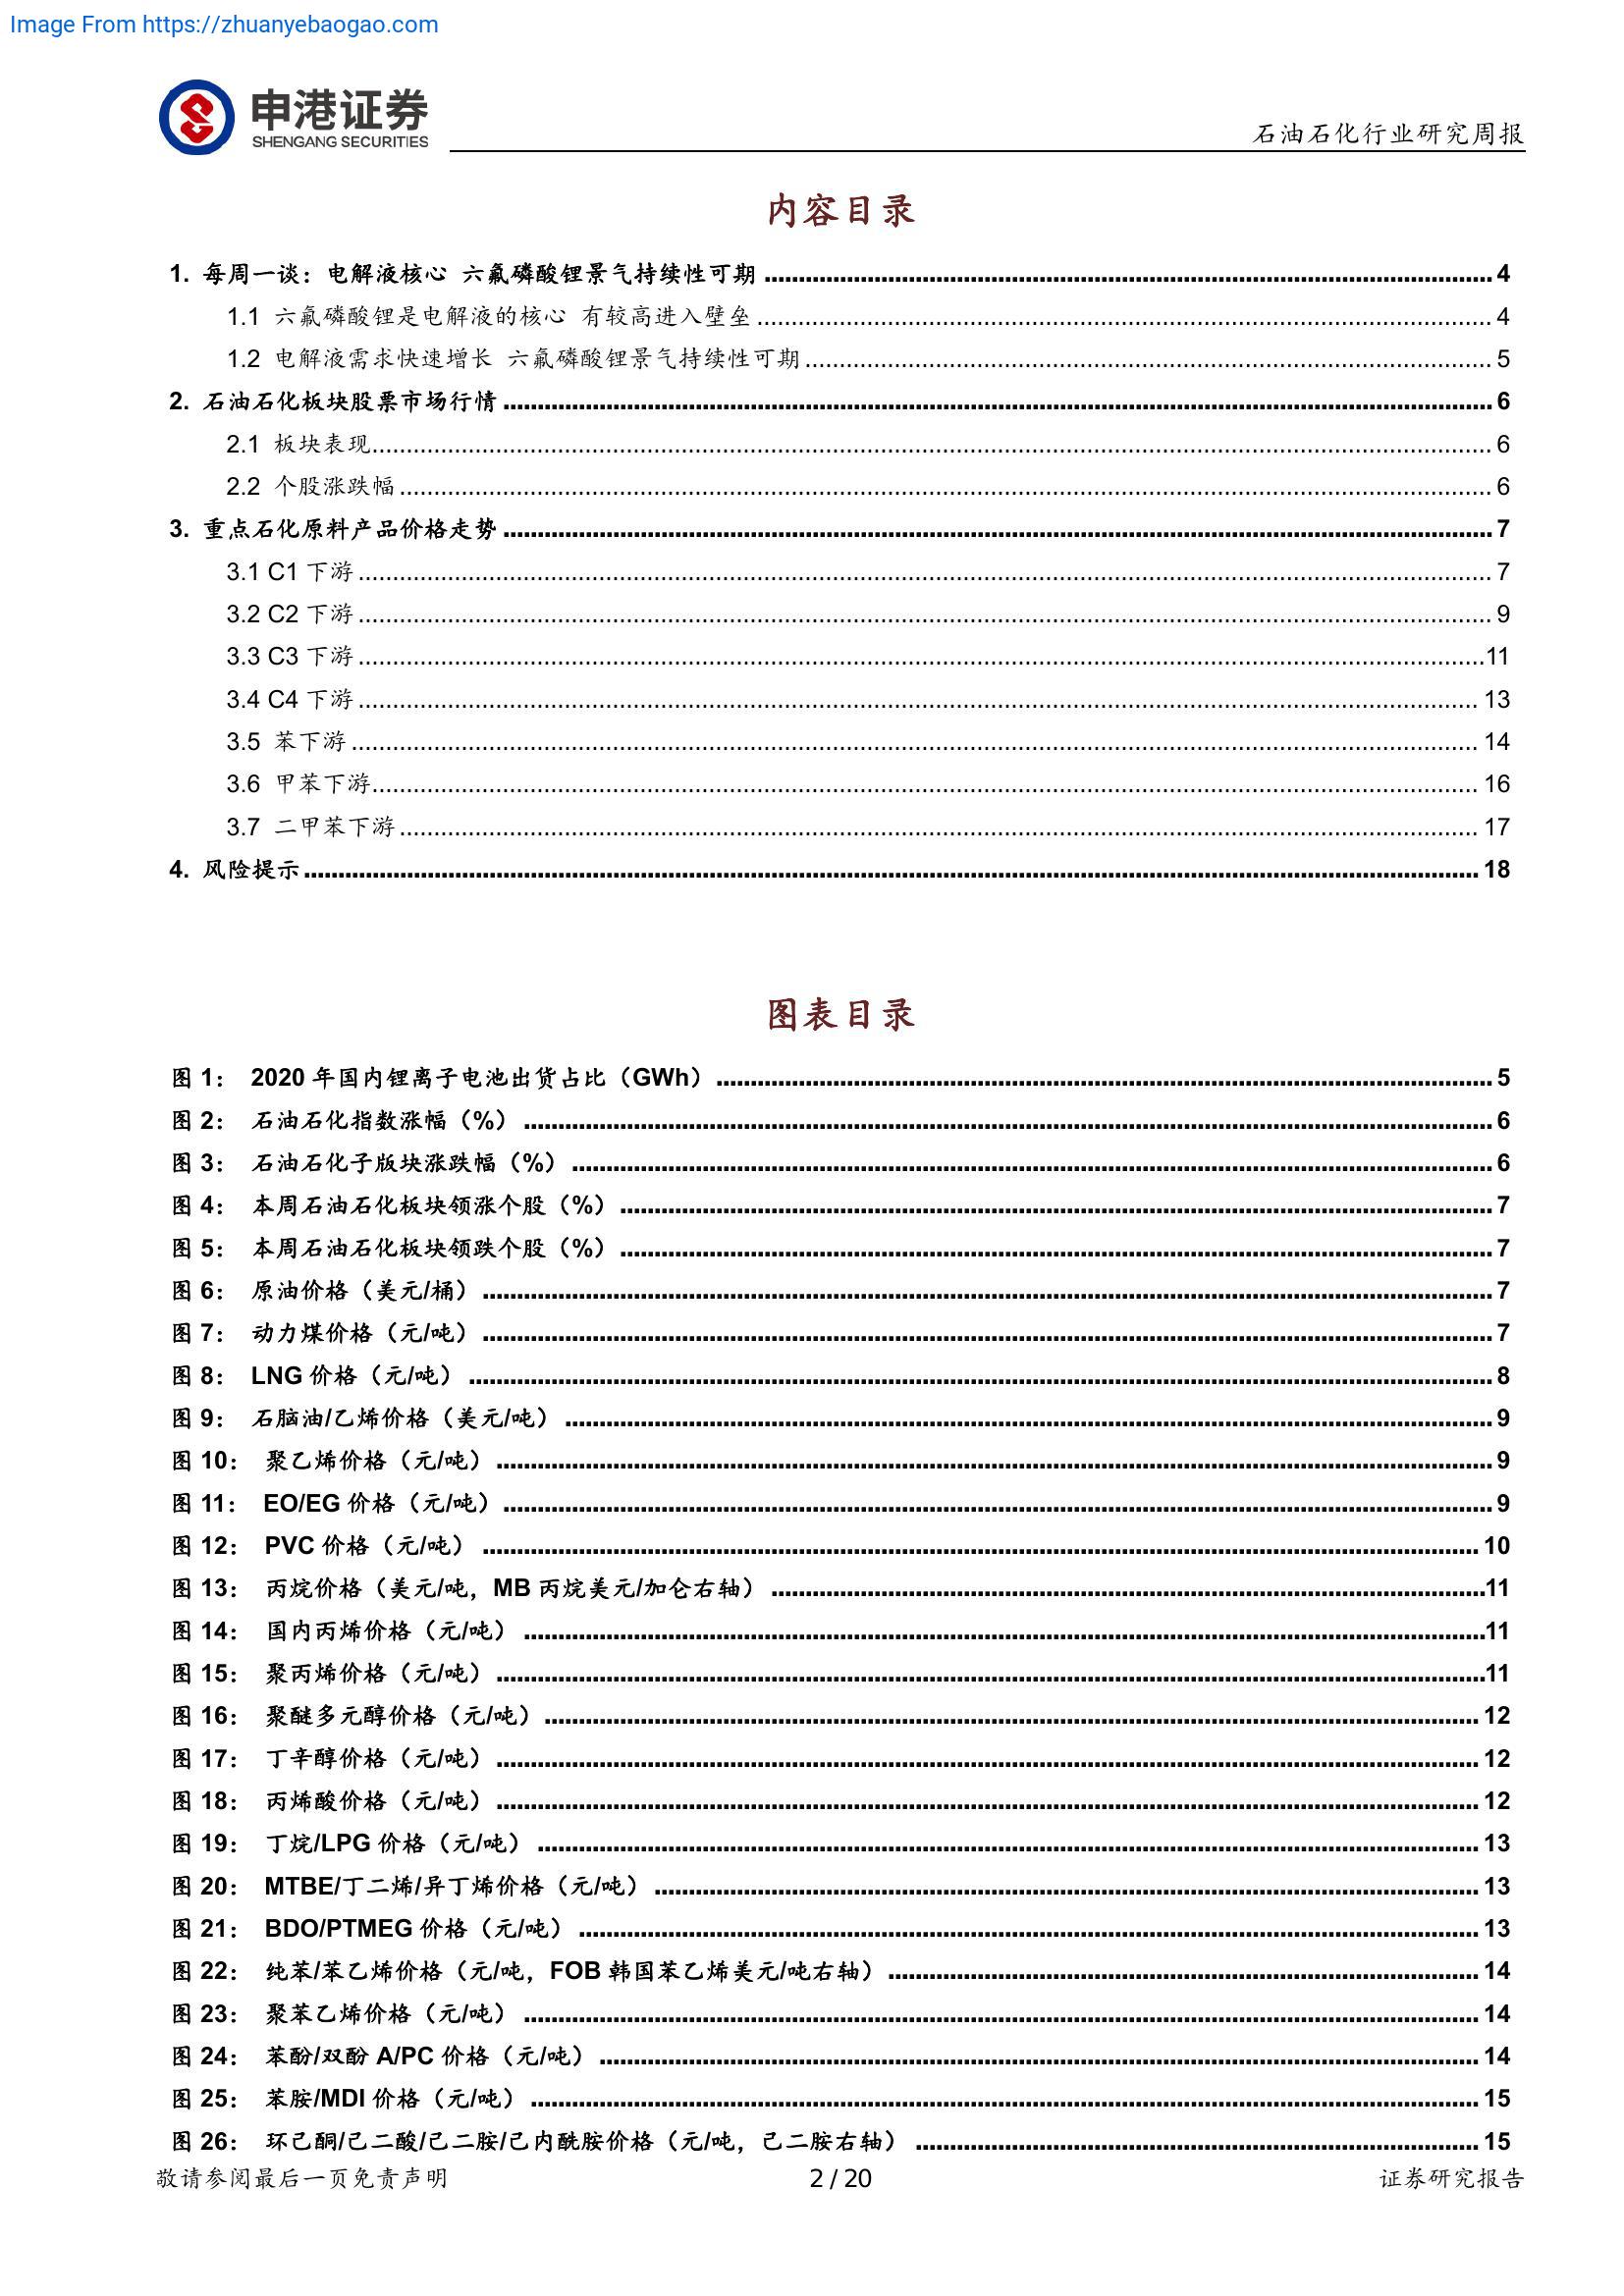 Image From https://zhuanyebaogao.com
申港证券
SHENGANG SECURITIES
石油石化行业研究周报
内容目录
1. 每周一谈：电解液核心 六氟磷酸锂景气持续性可期 4
1.1 六氟磷酸锂是电解液的核心 有较高进入壁垒 4
1.2 电解液需求快速增长 六氟磷酸锂景气持续性可期 5
2. 石油石化板块股票市场行情 6
2.1 板块表现 6
2.2 个股涨跌幅 6
3. 重点石化原料产品价格走势 7
3.1 C1 下游 7
3.2 C2 下游 9
3.3 C3 下游 11
3.4 C4 下游 13
3.5 苯下游 14
3.6 甲苯下游 16
3.7 二甲苯下游 17
4. 风险提示 18
图表目录
图 1： 2020 年国内锂离子电池出货占比（GWh） 5
图 2： 石油石化指数涨幅（%） 6
图 3： 石油石化子版块涨跌幅（%） 6
图 4： 本周石油石化板块领涨个股（%） 7
图 5： 本周石油石化板块领跌个股（%） 7
图 6： 原油价格（美元/桶） 7
图 7： 动力煤价格（元/吨） 7
图 8： LNG 价格（元/吨） 8
图 9： 石脑油/乙烯价格（美元/吨） 9
图 10： 聚乙烯价格（元/吨） 9
图 11： EO/EG 价格（元/吨） 9
图 12： PVC 价格（元/吨） 10
图 13： 丙烷价格（美元/吨，MB 丙烷美元/加仑右轴） 11
图 14： 国内丙烯价格（元/吨） 11
图 15： 聚丙烯价格（元/吨） 11
图 16： 聚醚多元醇价格（元/吨） 12
图 17： 丁辛醇价格（元/吨） 12
图 18： 丙烯酸价格（元/吨） 12
图 19： 丁烷/LPG 价格（元/吨） 13
图 20： MTBE/丁二烯/异丁烯价格（元/吨） 13
图 21： BDO/PTMEG 价格（元/吨） 13
图 22： 纯苯/苯乙烯价格（元/吨，FOB 韩国苯乙烯美元/吨右轴） 14
图 23： 聚苯乙烯价格（元/吨） 14
图 24： 苯酚/双酚 A/PC 价格（元/吨） 14
图 25： 苯胺/MDI 价格（元/吨） 15
图 26： 环己酮/己二酸/己二胺/己内酰胺价格（元/吨，己二胺右轴） 15
敬请参阅最后一页免责声明 2 / 20 证券研究报告